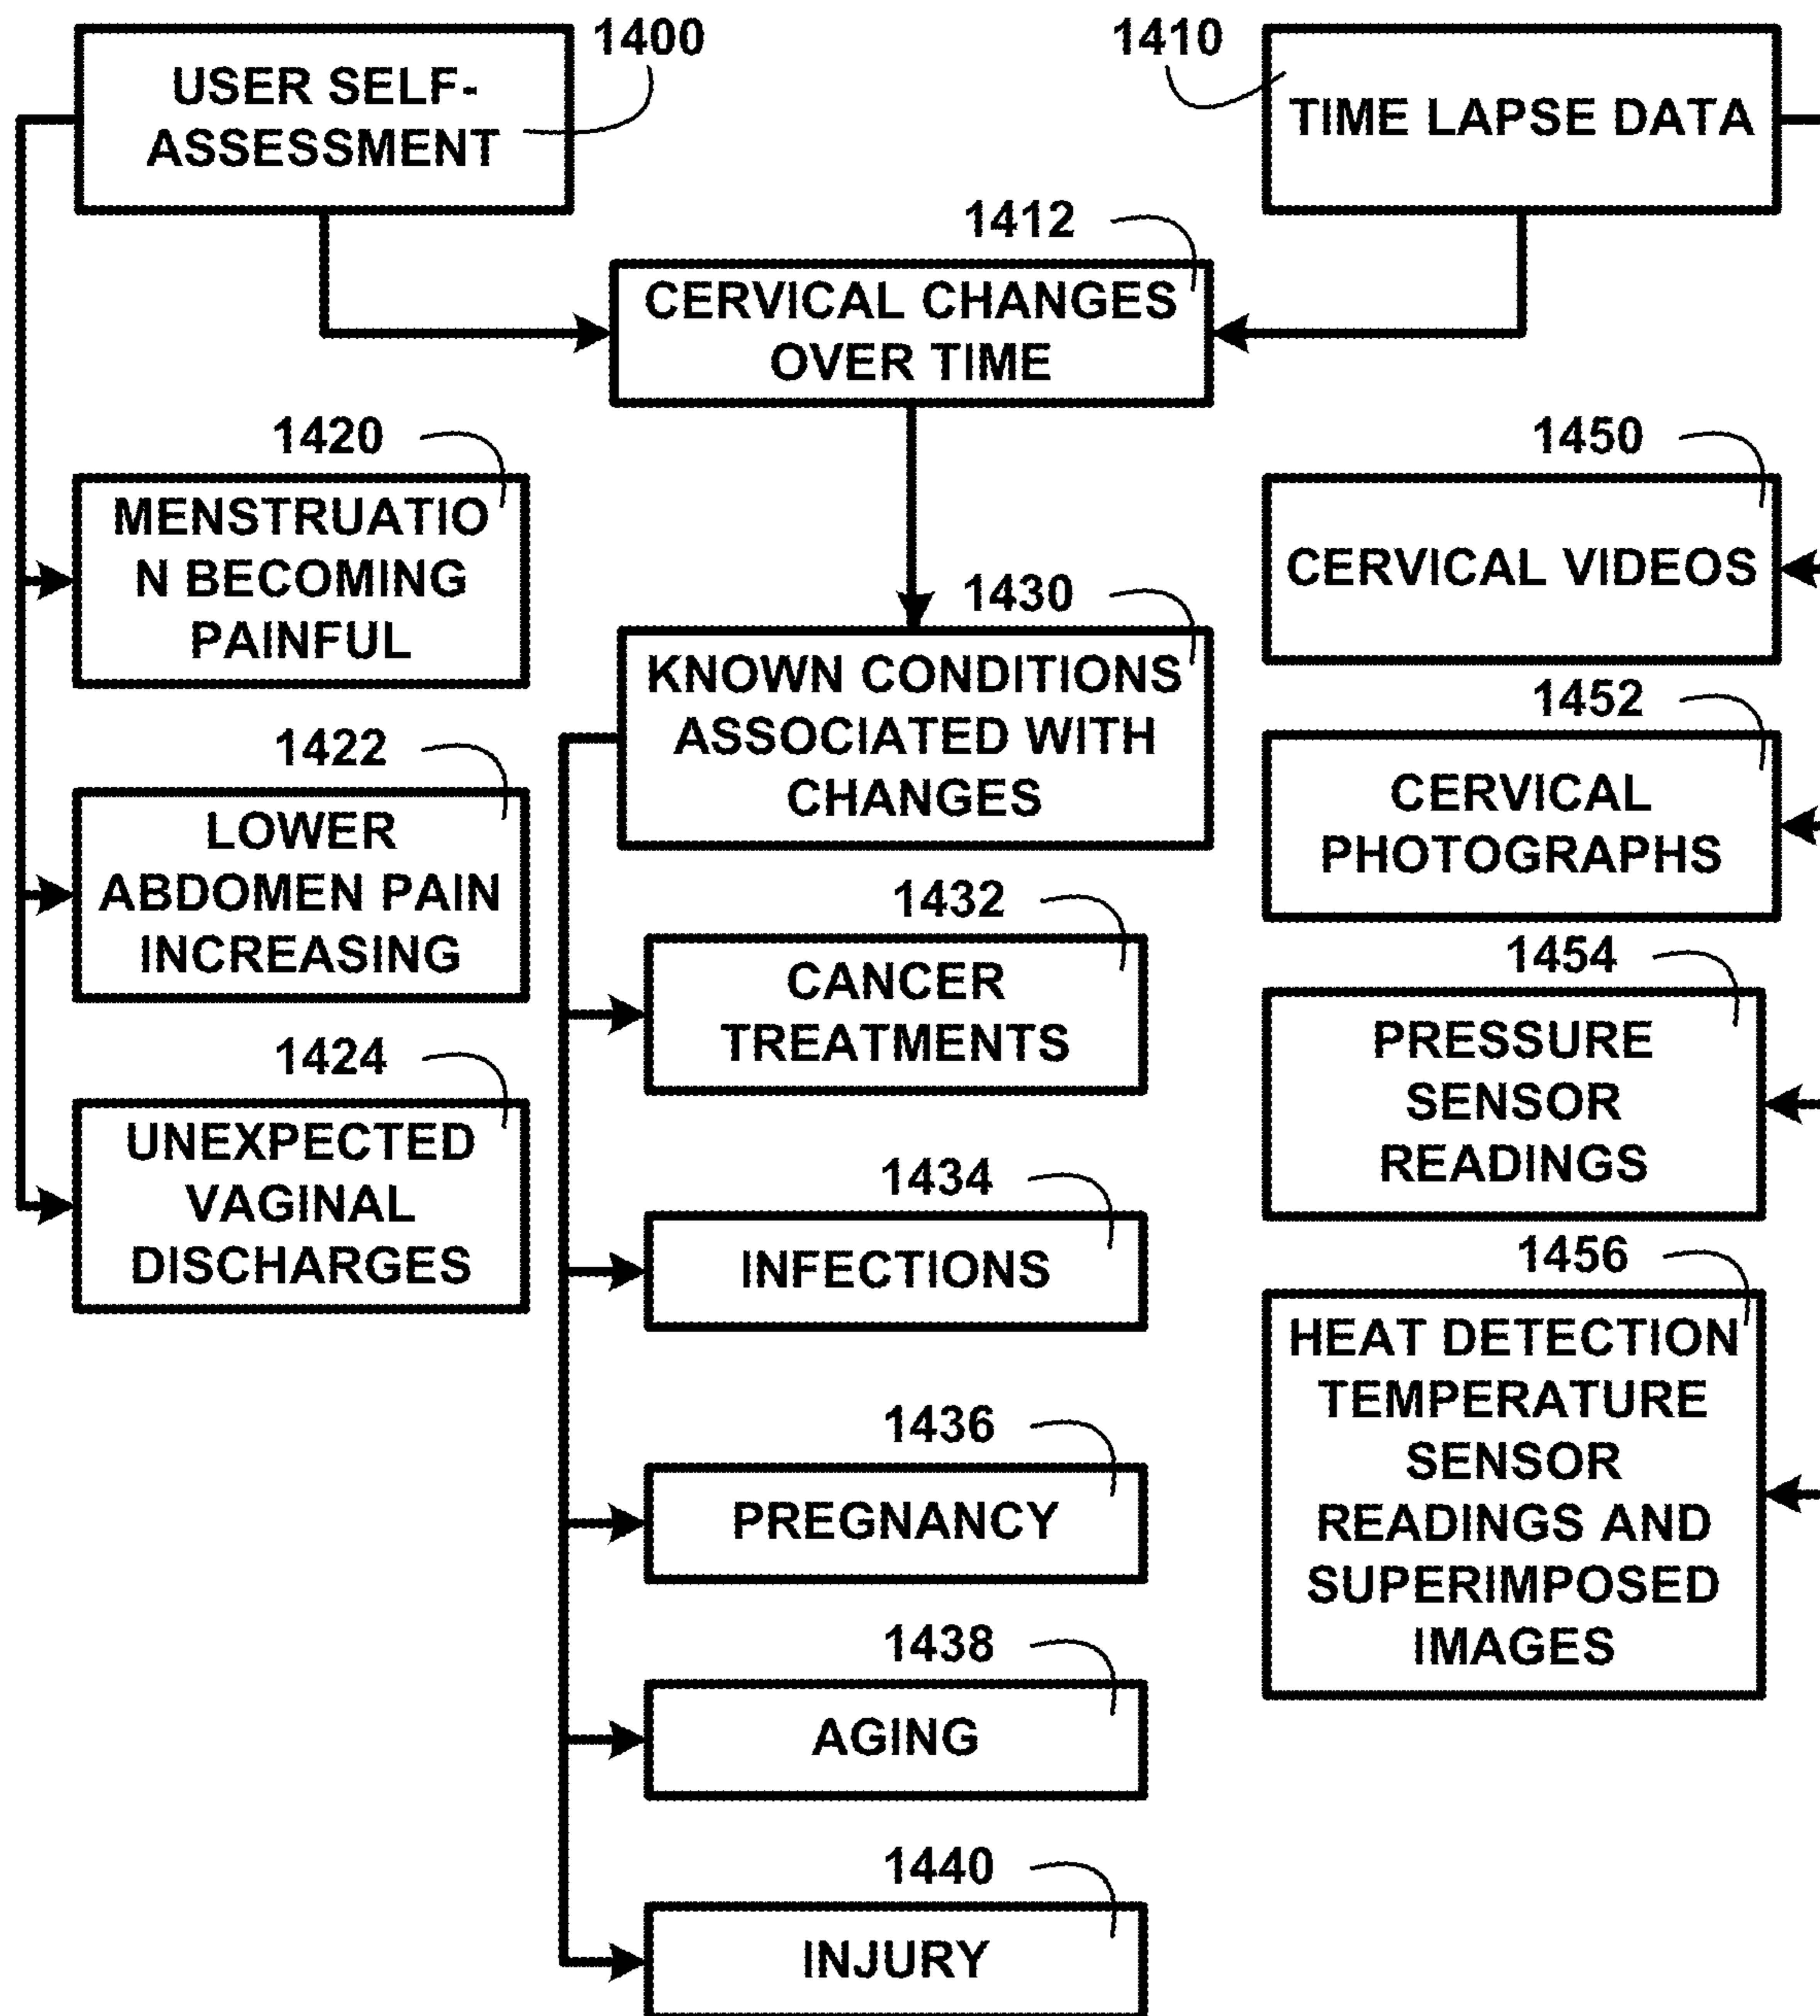 1400
USER SELF-
ASSESSMENT
1410
TIME LAPSE DATA
1412
CERVICAL CHANGES
OVER TIME
1420
MENSTRUATIO
N BECOMING
PAINFUL
1422
LOWER
ABDOMEN PAIN
INCREASING
1424
UNEXPECTED
VAGINAL
DISCHARGES
1430
KNOWN CONDITIONS
ASSOCIATED WITH
CHANGES
1432
CANCER
TREATMENTS
1434
INFECTIONS
1436
PREGNANCY
1438
AGING
1440
INJURY
1450
CERVICAL VIDEOS
1452
CERVICAL
PHOTOGRAPHS
1454
PRESSURE
SENSOR
READINGS
1456
HEAT DETECTION
TEMPERATURE
SENSOR
READINGS AND
SUPERIMPOSED
IMAGES